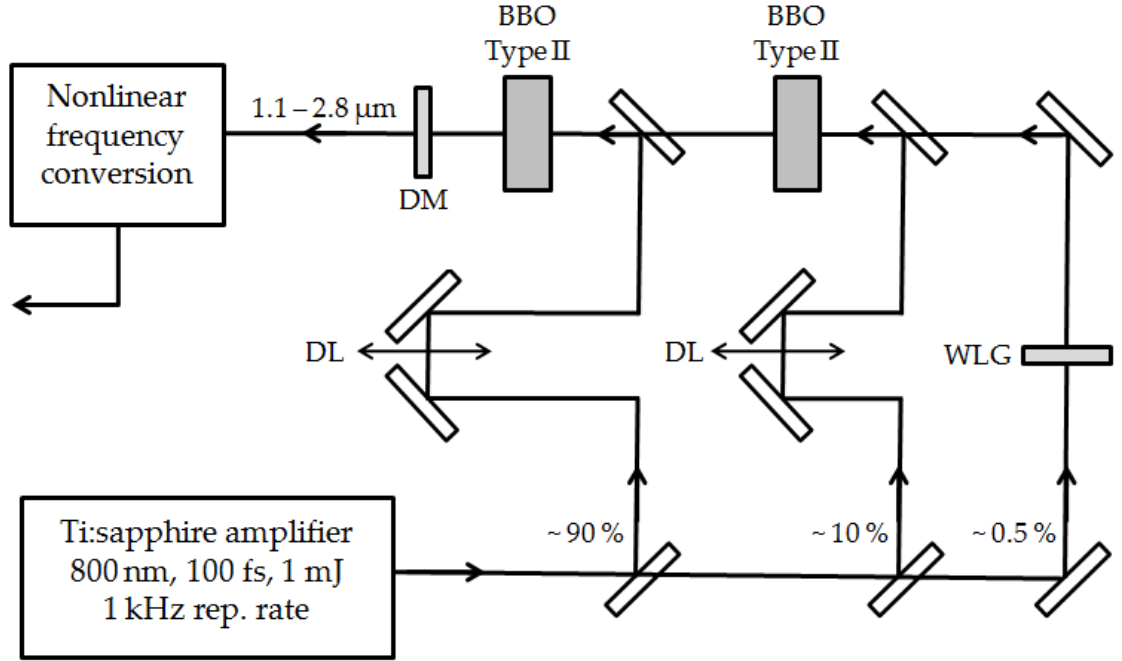 BBO
Type II
BBO
Type II
Nonlinear
frequency
conversion
1.1 – 2.8 µm
DM
DL
DL
WLG
Ti:sapphire amplifier
800 nm, 100 fs, 1 mJ
1 kHz rep. rate
~ 90 %
~ 10 %
~ 0.5 %